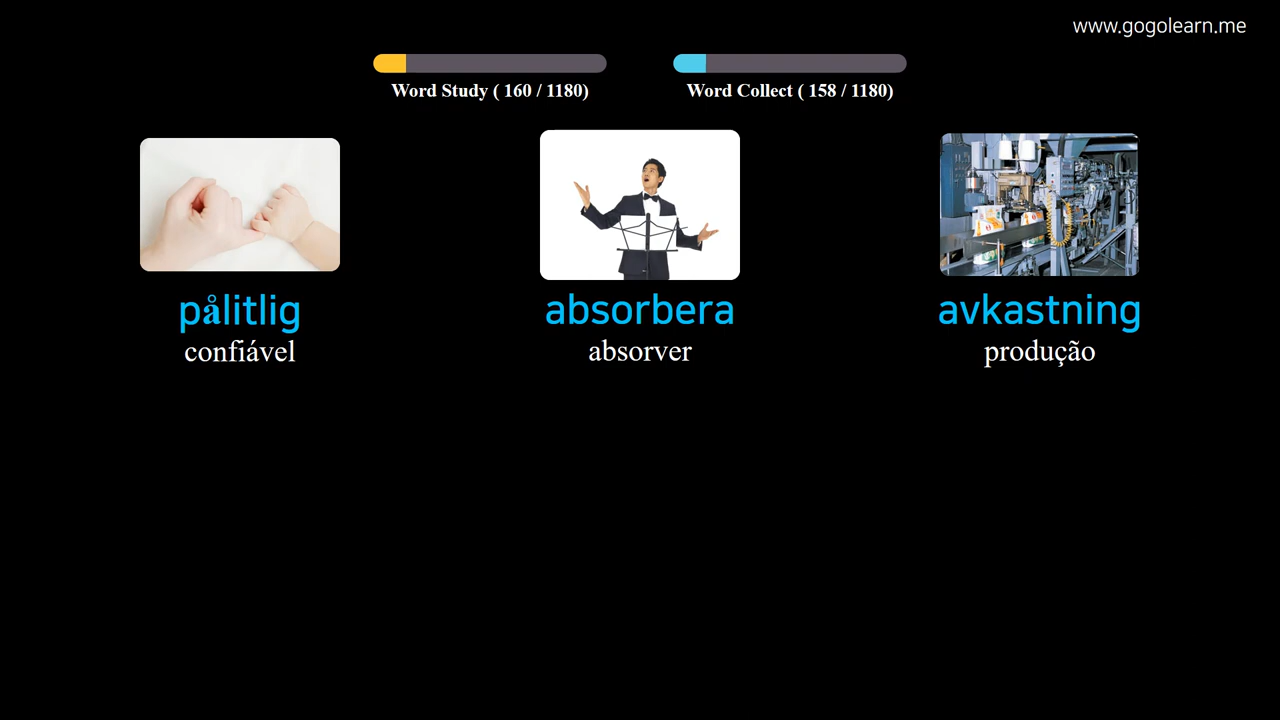 www.gogolearn.me
Word Study ( 160 / 1180)
Word Collect ( 158 / 1180)
pålitlig
absorbera
avkastning
confiável
absorver
produção